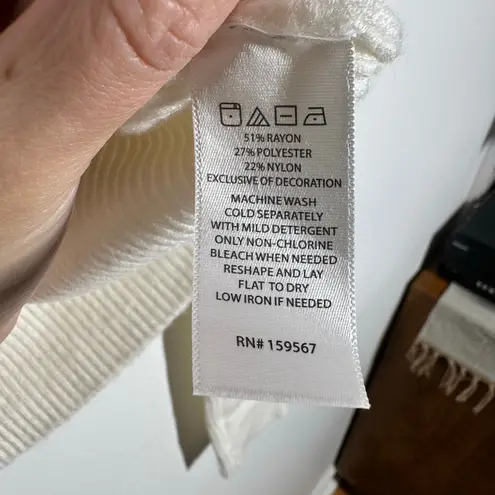 51% RAYON
27% POLYESTER
22% NYLON
EXCLUSIVE OF DECORATION
MACHINE WASH
COLD SEPARATELY
WITH MILD DETERGENT
ONLY NON-CHLORINE
BLEACH WHEN NEEDED
RESHAPE AND LAY
FLAT TO DRY
LOW IRON IF NEEDED
RN# 159567